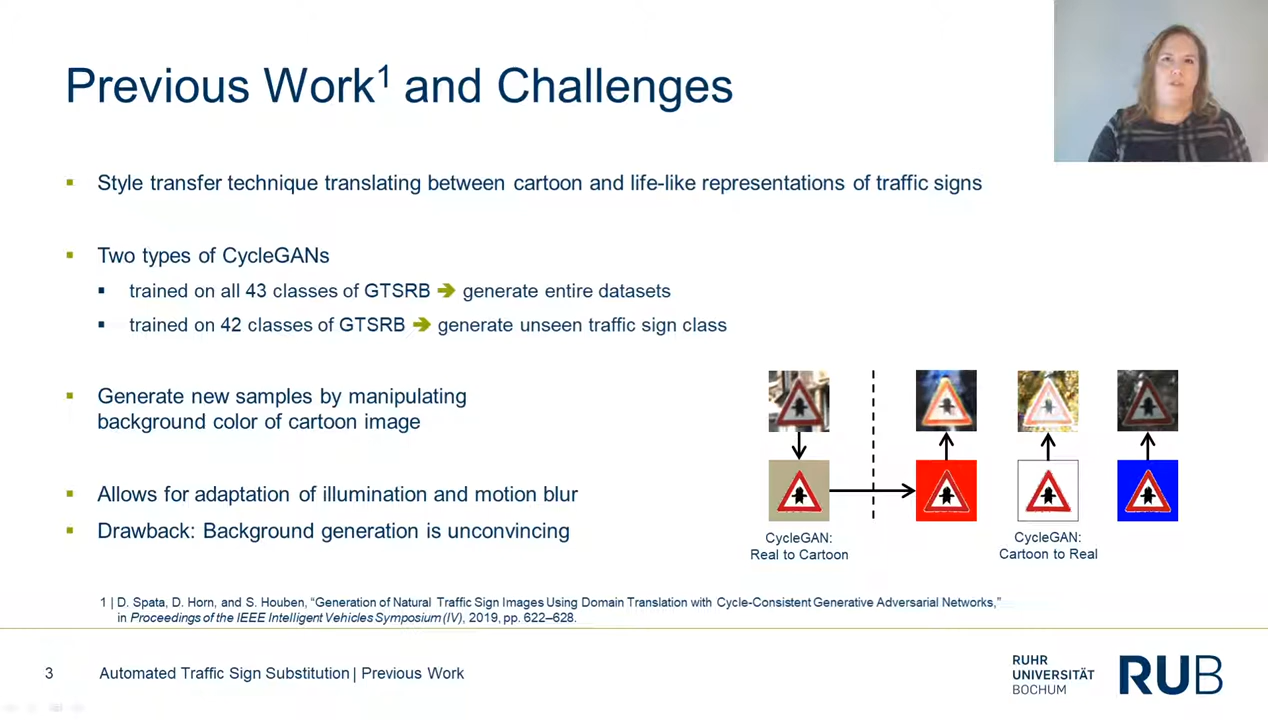 Previous Work¹ and Challenges
Style transfer technique translating between cartoon and life-like representations of traffic signs
Two types of CycleGANs
trained on all 43 classes of GTSRB ➔ generate entire datasets
trained on 42 classes of GTSRB ➔ generate unseen traffic sign class
Generate new samples by manipulating
background color of cartoon image
Allows for adaptation of illumination and motion blur
Drawback: Background generation is unconvincing
CycleGAN:
Real to Cartoon
CycleGAN:
Cartoon to Real
1 | D. Spata, D. Horn, and S. Houben, “Generation of Natural Traffic Sign Images Using Domain Translation with Cycle-Consistent Generative Adversarial Networks,”
in Proceedings of the IEEE Intelligent Vehicles Symposium (IV), 2019, pp. 622–628.
3 Automated Traffic Sign Substitution | Previous Work
RUHR
UNIVERSITÄT
BOCHUM
RUB